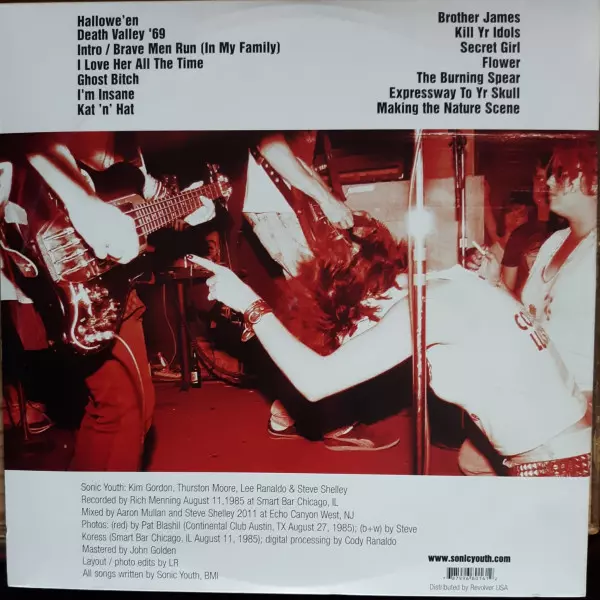 Hallowe'en
Death Valley '69
Intro / Brave Men Run (In My Family)
I Love Her All The Time
Ghost Bitch
I'm Insane
Kat 'n' Hat
Brother James
Kill Yr Idols
Secret Girl
Flower
The Burning Spear
Expressway To Yr Skull
Making the Nature Scene
Sonic Youth: Kim Gordon, Thurston Moore, Lee Ranaldo & Steve Shelley
Recorded by Rich Menning August 11,1985 at Smart Bar Chicago, IL
Mixed by Aaron Mullan and Steve Shelley 2011 at Echo Canyon West, NJ
Photos: (red) by Pat Blashil (Continental Club Austin, TX August 27, 1985); (b+w) by Steve
Koress (Smart Bar Chicago, IL August 11, 1985); digital processing by Cody Ranaldo
Mastered by John Golden
Layout / photo edits by LR
All songs written by Sonic Youth, BMI
www.sonicyouth.com
Distributed by Revolver USA